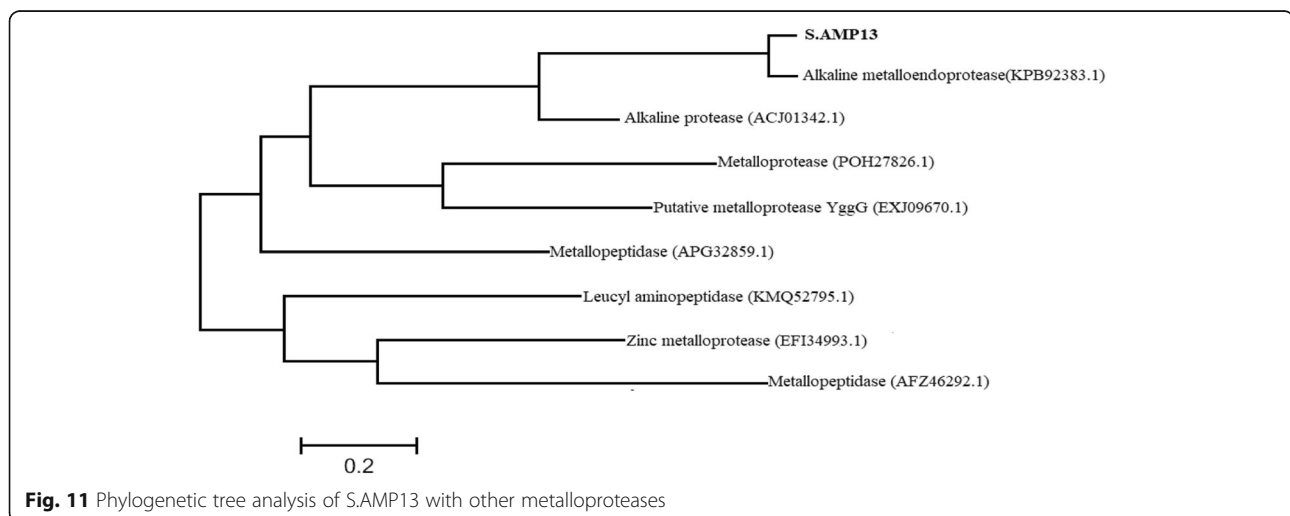 S.AMP13
Alkaline metalloendoprotease(KPB92383.1)
Alkaline protease (ACJ01342.1)
Metalloprotease (POH27826.1)
Putative metalloprotease YggG (EXJ09670.1)
Metallopeptidase (APG32859.1)
Leucyl aminopeptidase (KMQ52795.1)
Zinc metalloprotease (EFI34993.1)
Metallopeptidase (AFZ46292.1)
0.2
Fig. 11 Phylogenetic tree analysis of S.AMP13 with other metalloproteases